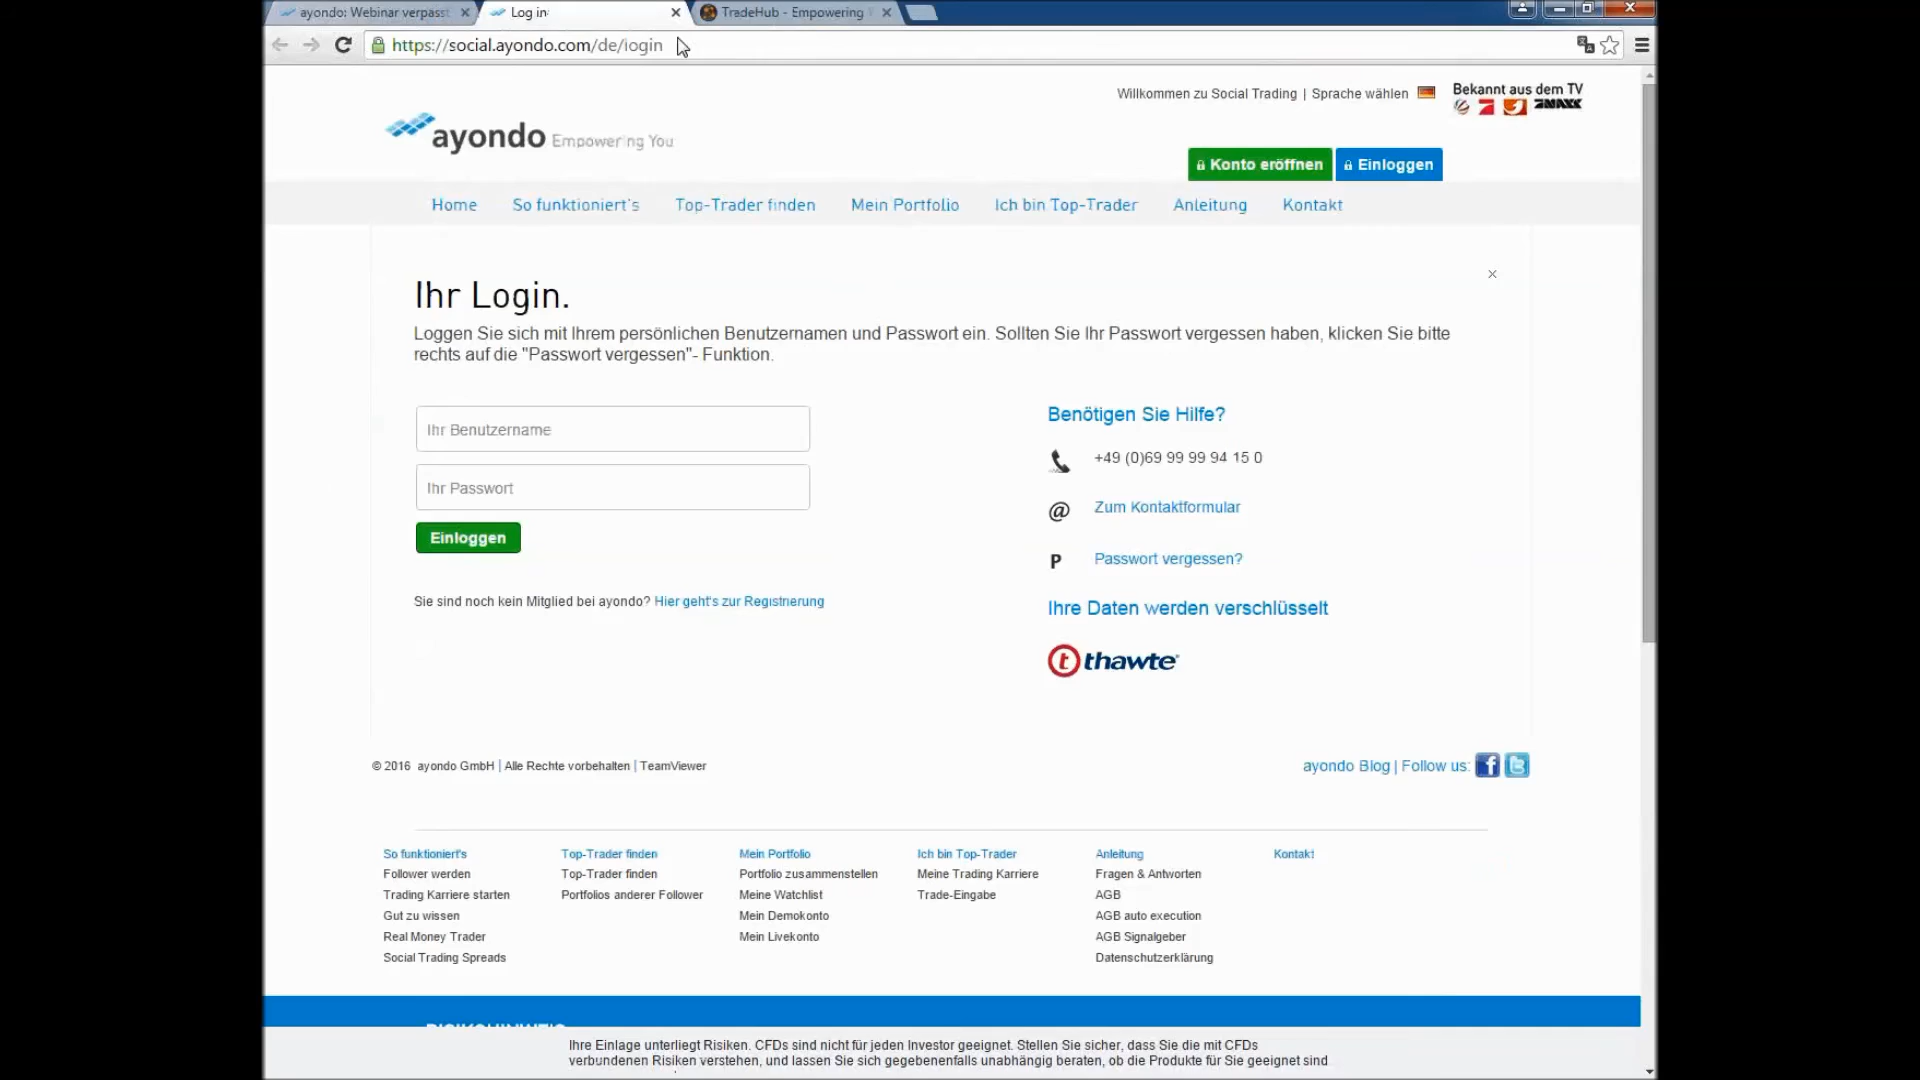 ayondo: Webinar verpasst
Log in
TradeHub - Empowering
https://social.ayondo.com/de/login
Willkommen zu Social Trading | Sprache wählen
Bekannt aus dem TV
ayondo Empowering You
Konto eröffnen
Einloggen
Home
So funktioniert's
Top-Trader finden
Mein Portfolio
Ich bin Top-Trader
Anleitung
Kontakt
Ihr Login.
Loggen Sie sich mit Ihrem persönlichen Benutzernamen und Passwort ein. Sollten Sie Ihr Passwort vergessen haben, klicken Sie bitte
rechts auf die "Passwort vergessen"- Funktion.
Ihr Benutzername
Ihr Passwort
Einloggen
Sie sind noch kein Mitglied bei ayondo? Hier geht's zur Registrierung
Benötigen Sie Hilfe?
+49 (0)69 99 99 94 15 0
@ Zum Kontaktformular
P Passwort vergessen?
Ihre Daten werden verschlüsselt
thawte
© 2016 ayondo GmbH | Alle Rechte vorbehalten | TeamViewer
ayondo Blog | Follow us:
So funktioniert's
Follower werden
Trading Karriere starten
Gut zu wissen
Real Money Trader
Social Trading Spreads
Top-Trader finden
Top-Trader finden
Portfolios anderer Follower
Mein Portfolio
Portfolio zusammenstellen
Meine Watchlist
Mein Demokonto
Mein Livekonto
Ich bin Top-Trader
Meine Trading Karriere
Trade-Eingabe
Anleitung
Fragen & Antworten
AGB
AGB auto execution
AGB Signalgeber
Datenschutzerklärung
Kontakt
Ihre Einlage unterliegt Risiken. CFDs sind nicht für jeden Investor geeignet. Stellen Sie sicher, dass Sie die mit CFDs
verbundenen Risiken verstehen, und lassen Sie sich gegebenenfalls unabhängig beraten, ob die Produkte für Sie geeignet sind.